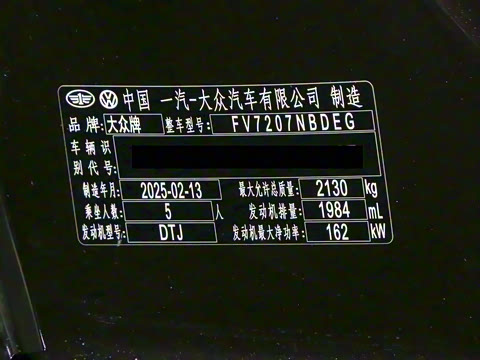 中国 一汽-大众汽车有限公司 制造
品 牌: 大众牌 整车型号: FV7207NBDEG
车 辆 识
别 代 号:
制造年月: 2025-02-13 最大允许总质量: 2130 kg
乘坐人数: 5 人 发动机排量: 1984 mL
发动机型号: DTJ 发动机最大净功率: 162 kW